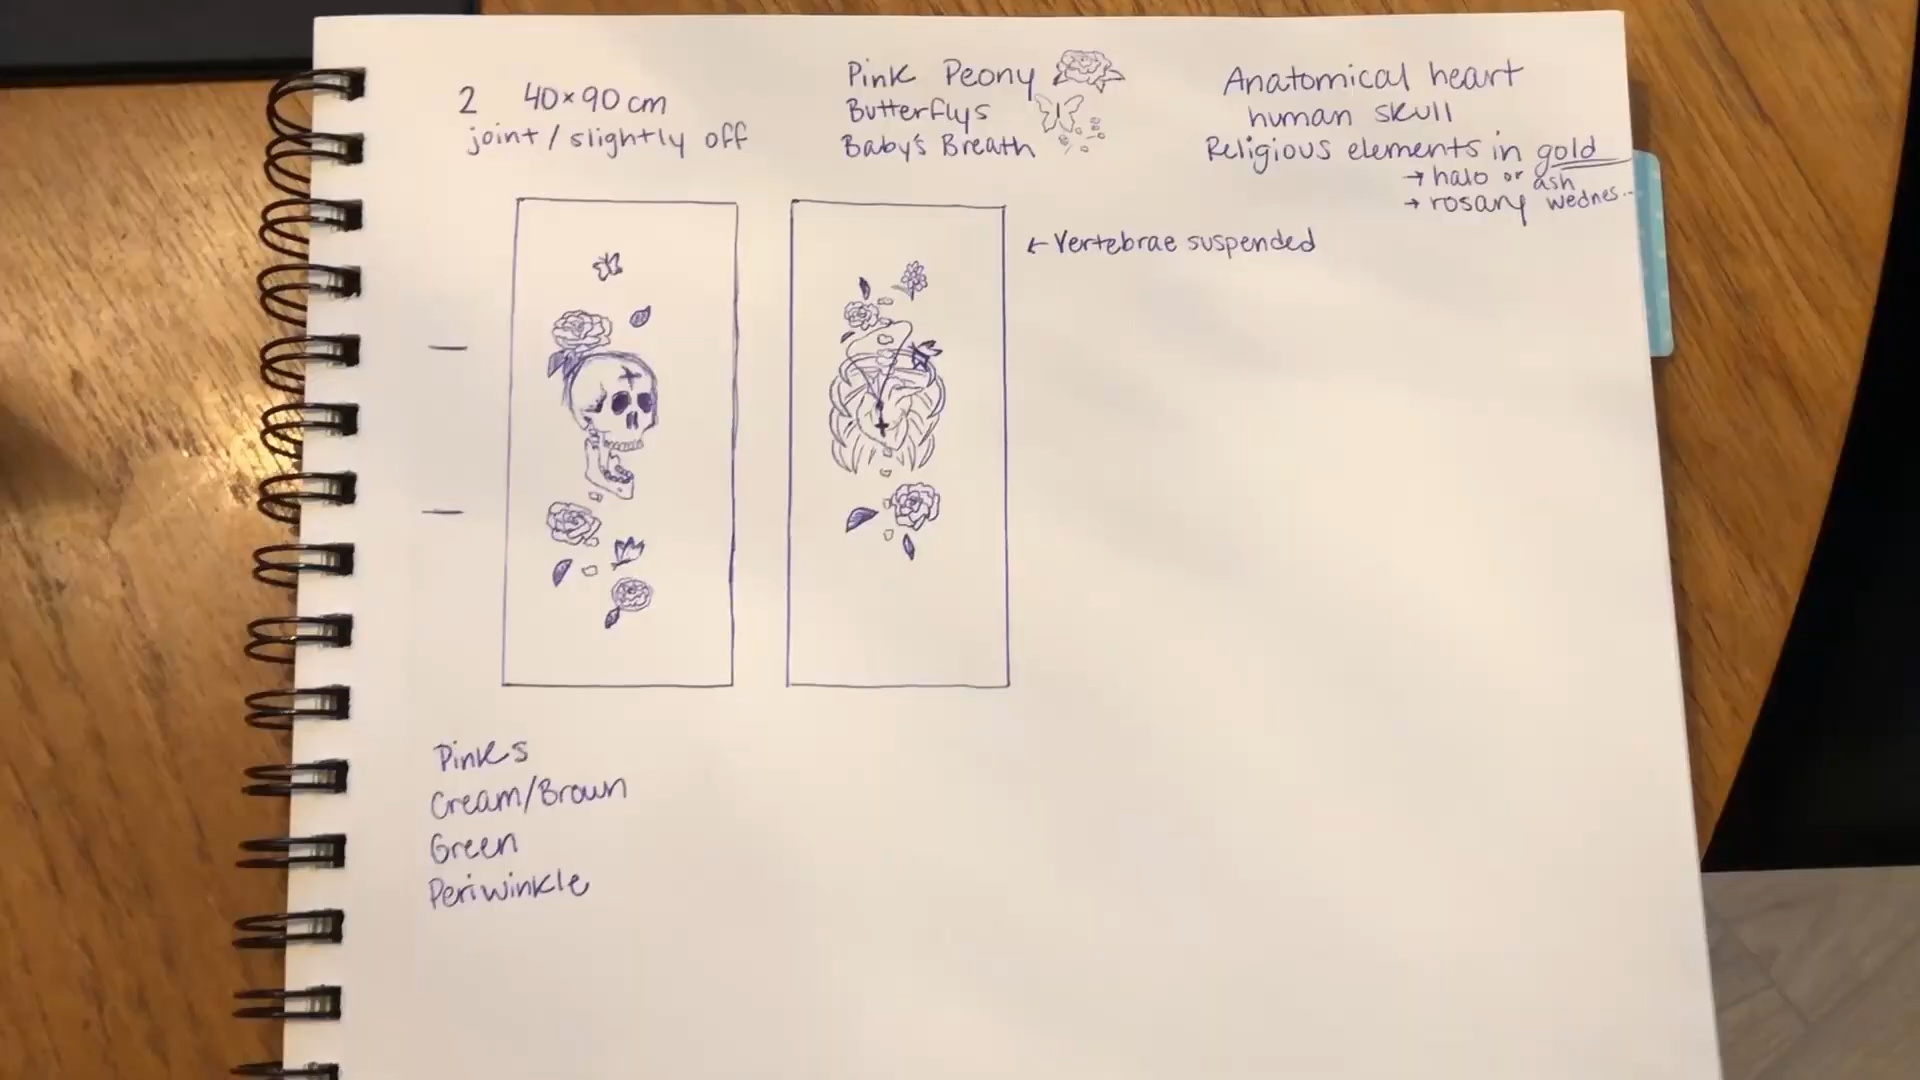 2 40×90 cm
joint / slightly off
Pink Peony
Butterflys
Baby's Breath
Anatomical heart
human skull
Religious elements in gold
→ halo or ash
→ rosary wednes...
← Vertebrae suspended
Pinks
Cream/Brown
Green
Periwinkle